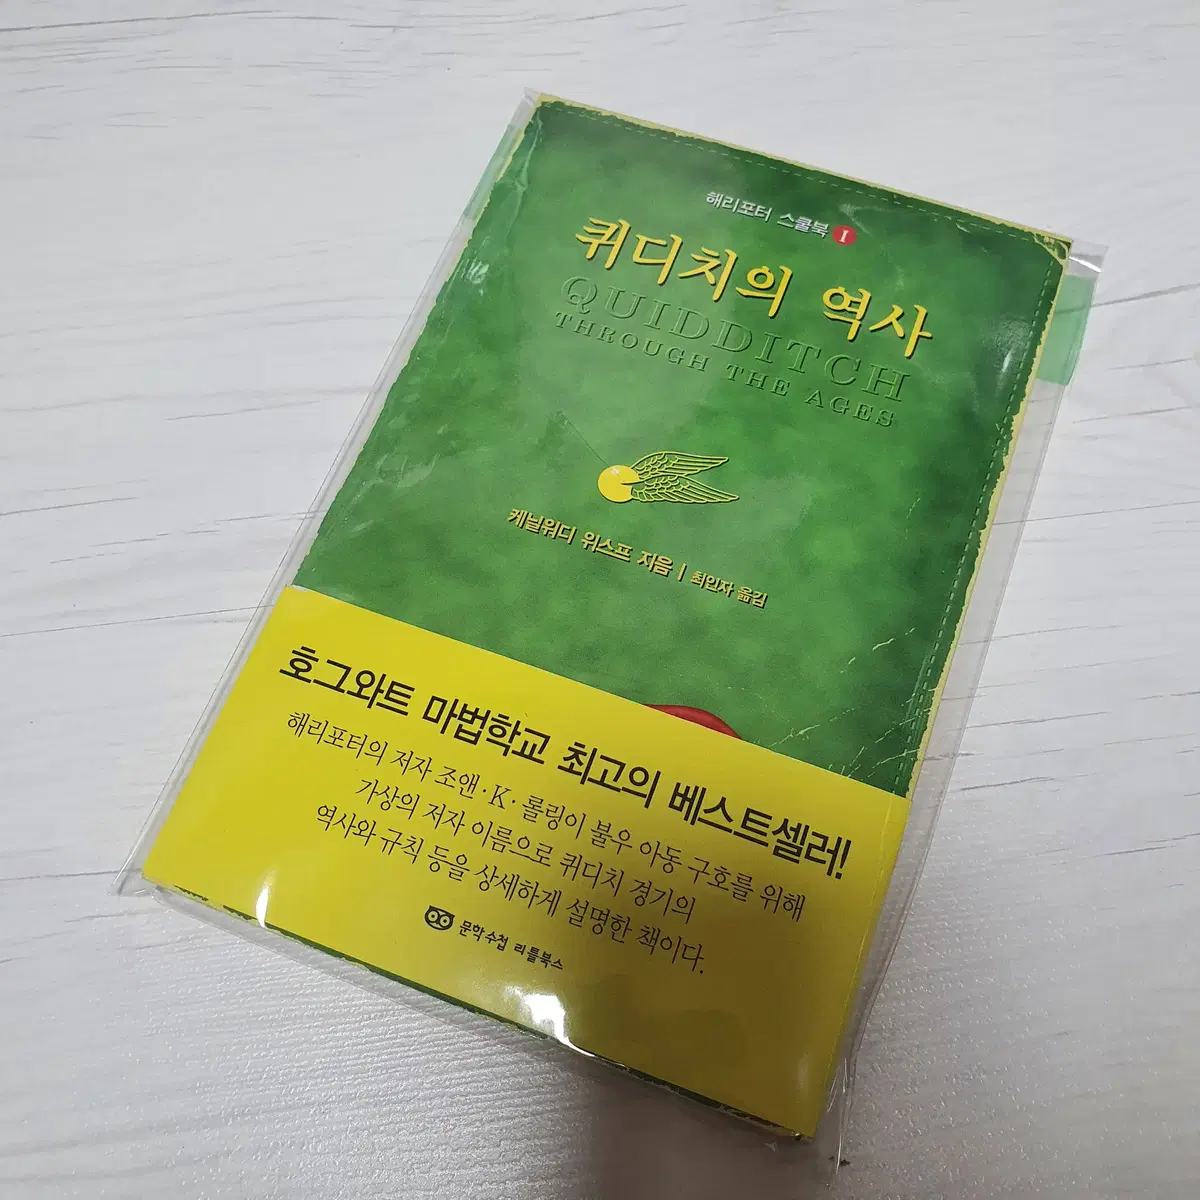 해리포터 스쿨북 1
퀴디치의 역사
QUIDDITCH
THROUGH THE AGES
케닐워디 위스프 지음 | 최인자 옮김
호그와트 마법학교 최고의 베스트셀러!
해리포터의 저자 조앤·K·롤링이 불우 아동 구호를 위해
가상의 저자 이름으로 퀴디치 경기의
역사와 규칙 등을 상세하게 설명한 책이다.
문학수첩 리틀북스